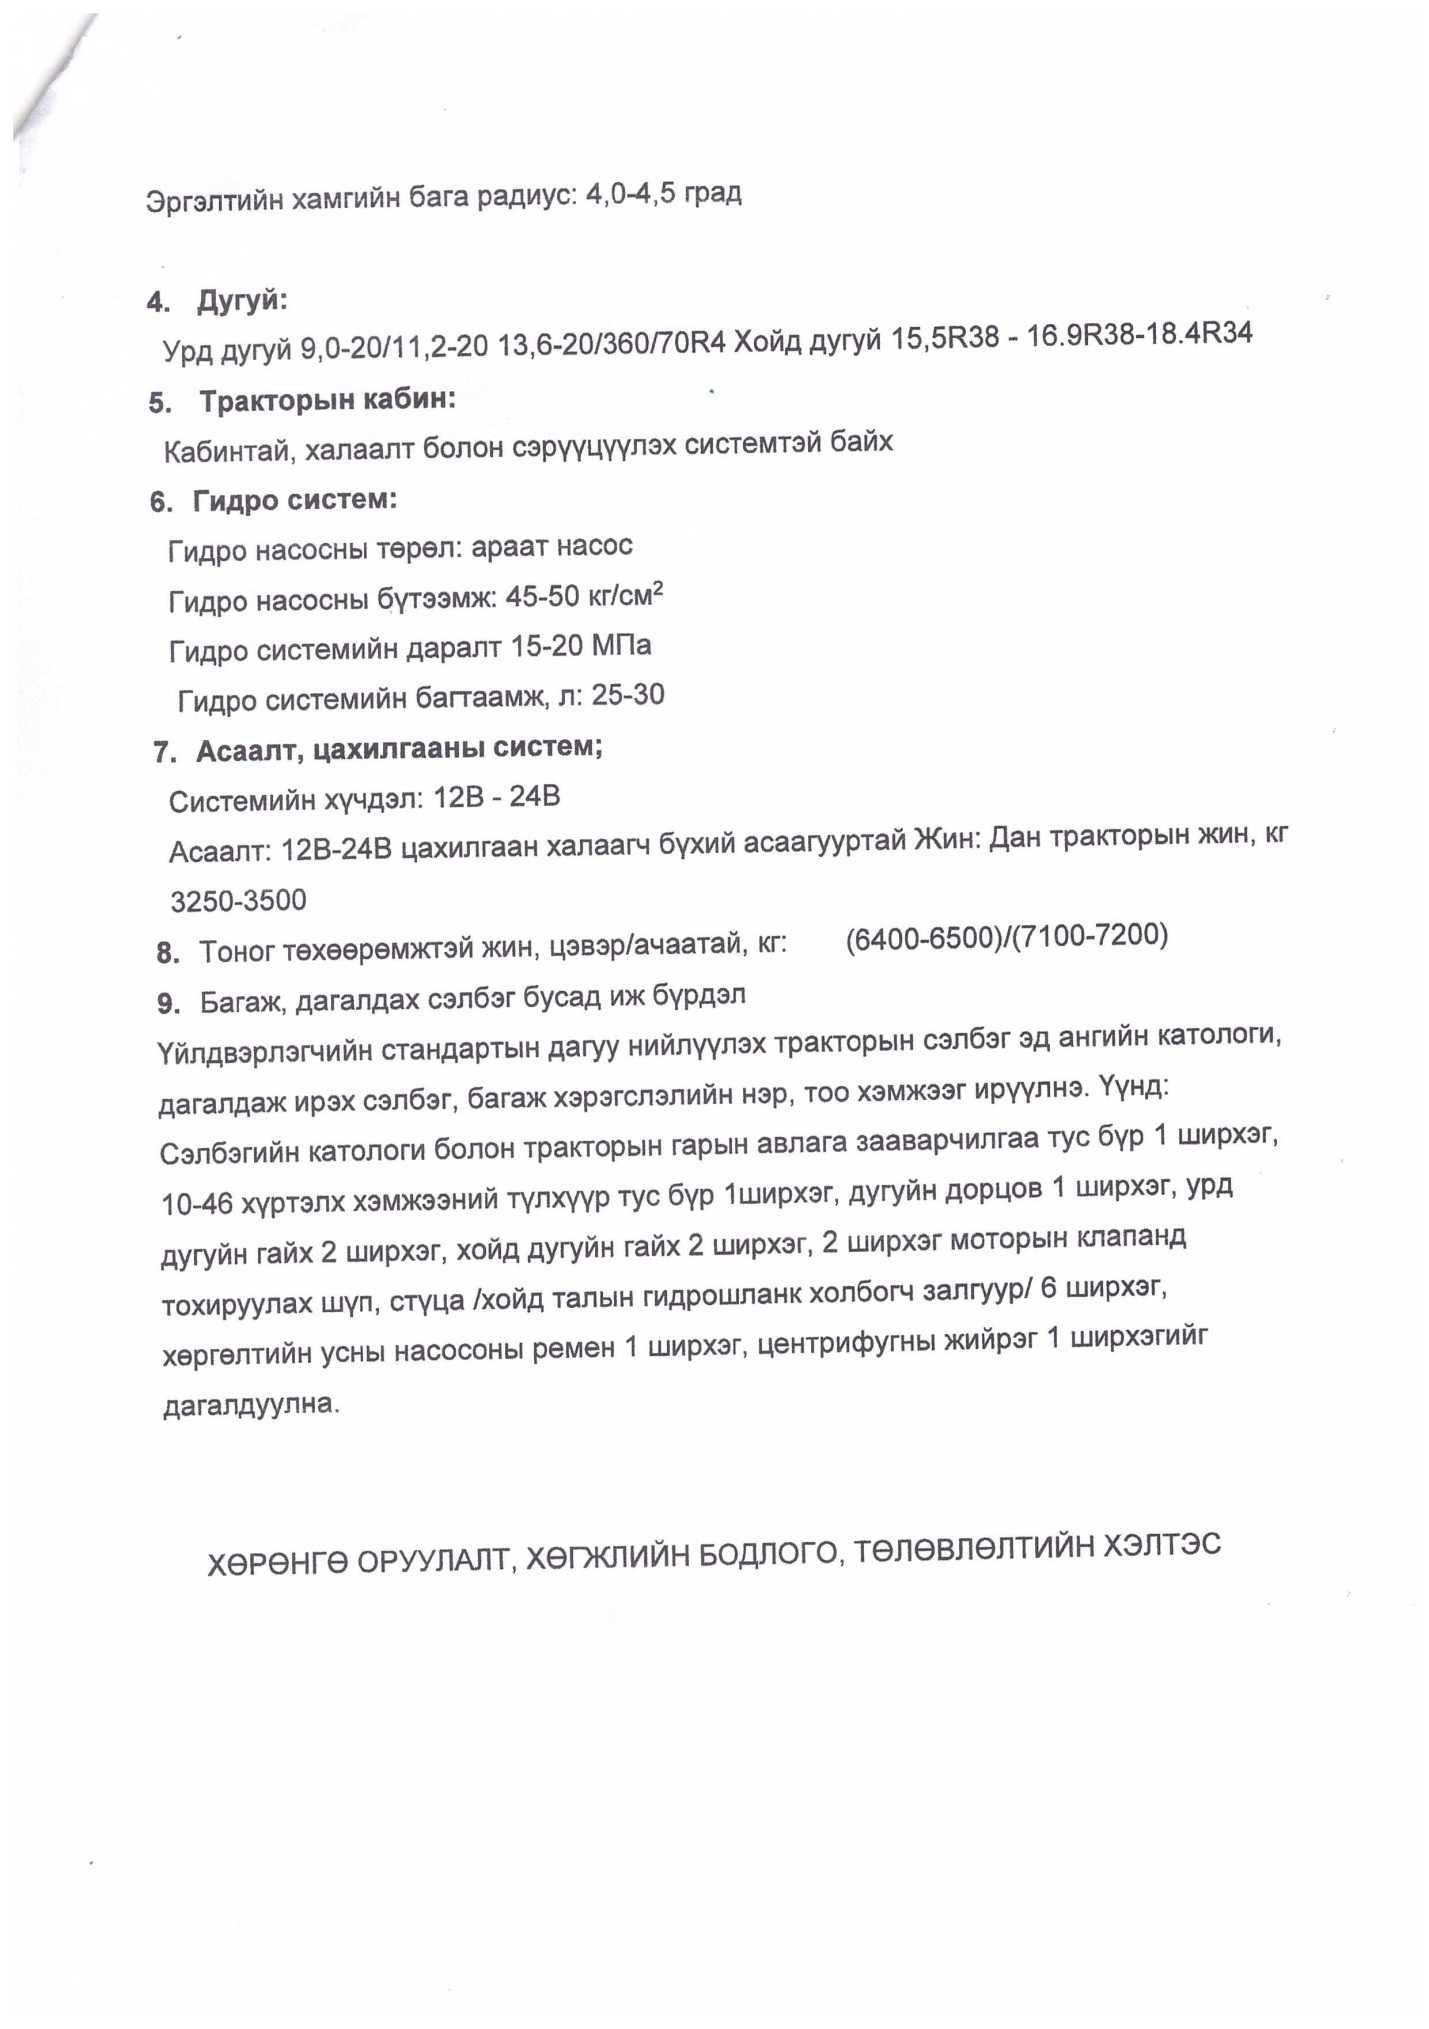 Эргэлтийн хамгийн бага радиус: 4,0-4,5 град
4. Дугуй:
Урд дугуй 9,0-20/11,2-20 13,6-20/360/70R4 Хойд дугуй 15,5R38 - 16.9R38-18.4R34
5. Тракторын кабин:
Кабинтай, халаалт болон сэрүүцүүлэх системтэй байх
6. Гидро систем:
Гидро насосны төрөл: араат насос
Гидро насосны бүтээмж: 45-50 кг/см²
Гидро системийн даралт 15-20 МПа
Гидро системийн багтаамж, л: 25-30
7. Асаалт, цахилгааны систем;
Системийн хүчдэл: 12В - 24В
Асаалт: 12В-24В цахилгаан халаагч бүхий асаагууртай Жин: Дан тракторын жин, кг
3250-3500
8. Тоног төхөөрөмжтэй жин, цэвэр/ачаатай, кг: (6400-6500)/(7100-7200)
9. Багаж, дагалдах сэлбэг бусад иж бүрдэл
Үйлдвэрлэгчийн стандартын дагуу нийлүүлэх тракторын сэлбэг эд ангийн катологи,
дагалдаж ирэх сэлбэг, багаж хэрэгслэлийн нэр, тоо хэмжээг ирүүлнэ. Үүнд:
Сэлбэгийн катологи болон тракторын гарын авлага зааварчилгаа тус бүр 1 ширхэг,
10-46 хүртэлх хэмжээний түлхүүр тус бүр 1ширхэг, дугуйн дорцов 1 ширхэг, урд
дугуйн гайх 2 ширхэг, хойд дугуйн гайх 2 ширхэг, 2 ширхэг моторын клапанд
тохируулах шүп, стүца /хойд талын гидрошланк холбогч залгуур/ 6 ширхэг,
хөргөлтийн усны насосоны ремен 1 ширхэг, центрифугны жийрэг 1 ширхэгийг
дагалдуулна.
ХӨРӨНГӨ ОРУУЛАЛТ, ХӨГЖЛИЙН БОДЛОГО, ТӨЛӨВЛӨЛТИЙН ХЭЛТЭС